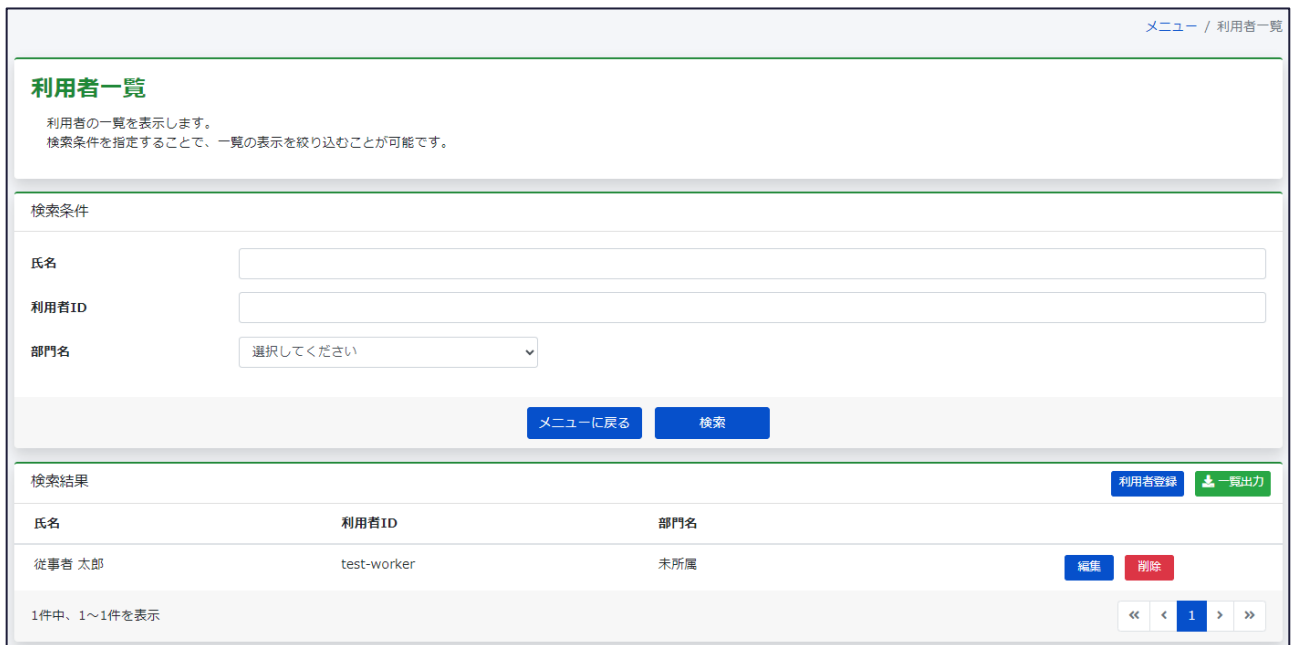 メニュー / 利用者一覧
利用者一覧
利用者の一覧を表示します。
検索条件を指定することで、一覧の表示を絞り込むことが可能です。
検索条件
氏名
利用者ID
部門名 選択してください
メニューに戻る 検索
検索結果 利用者登録 一覧出力
氏名 利用者ID 部門名
従事者 太郎 test-worker 未所属 編集 削除
1件中、1～1件を表示 « ‹ 1 › »